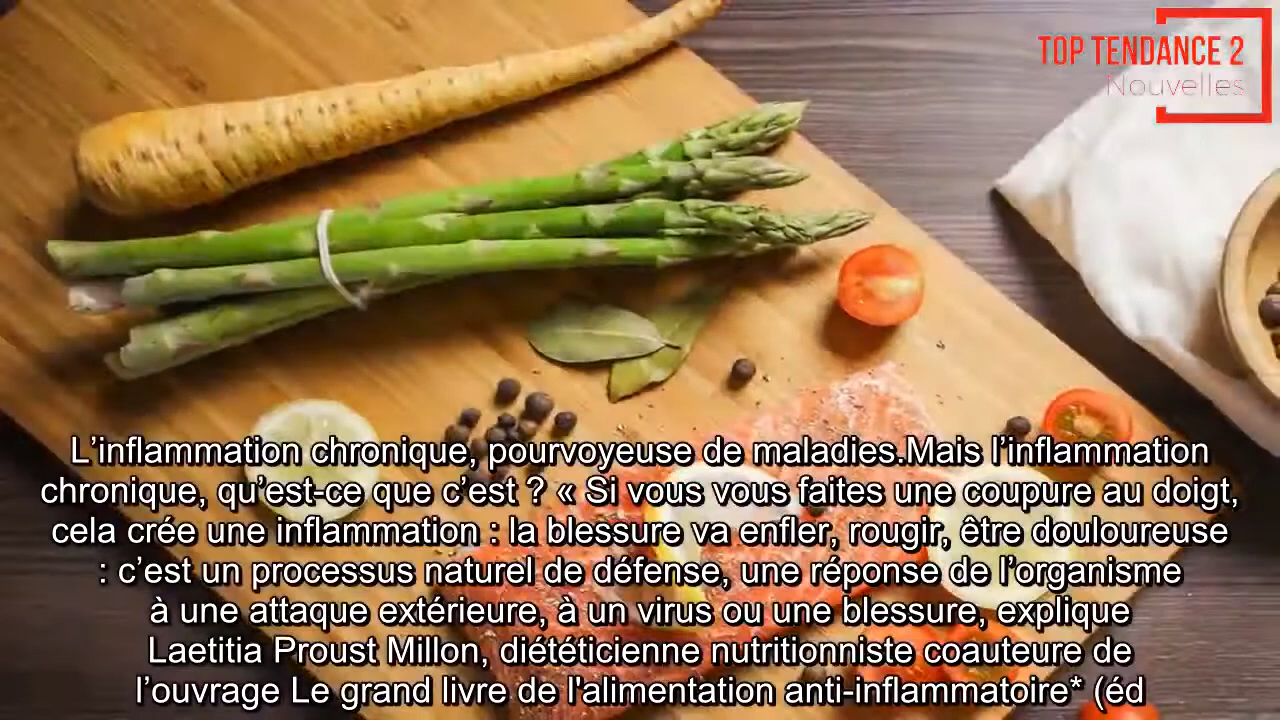 TOP TENDANCE 2
Nouvelles
L’inflammation chronique, pourvoyeuse de maladies.Mais l’inflammation
chronique, qu’est-ce que c’est ? « Si vous vous faites une coupure au doigt,
cela crée une inflammation : la blessure va enfler, rougir, être douloureuse
: c’est un processus naturel de défense, une réponse de l’organisme
à une attaque extérieure, à un virus ou une blessure, explique
Laetitia Proust Millon, diététicienne nutritionniste coauteure de
l’ouvrage Le grand livre de l'alimentation anti-inflammatoire* (éd